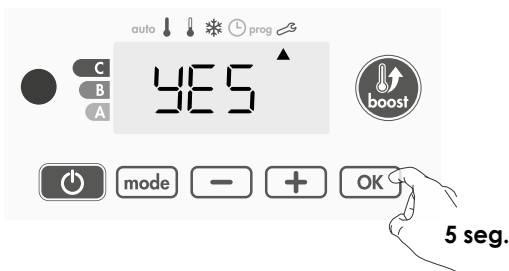 auto prog
C
B
A
YES
boost
mode − + OK
5 seg.